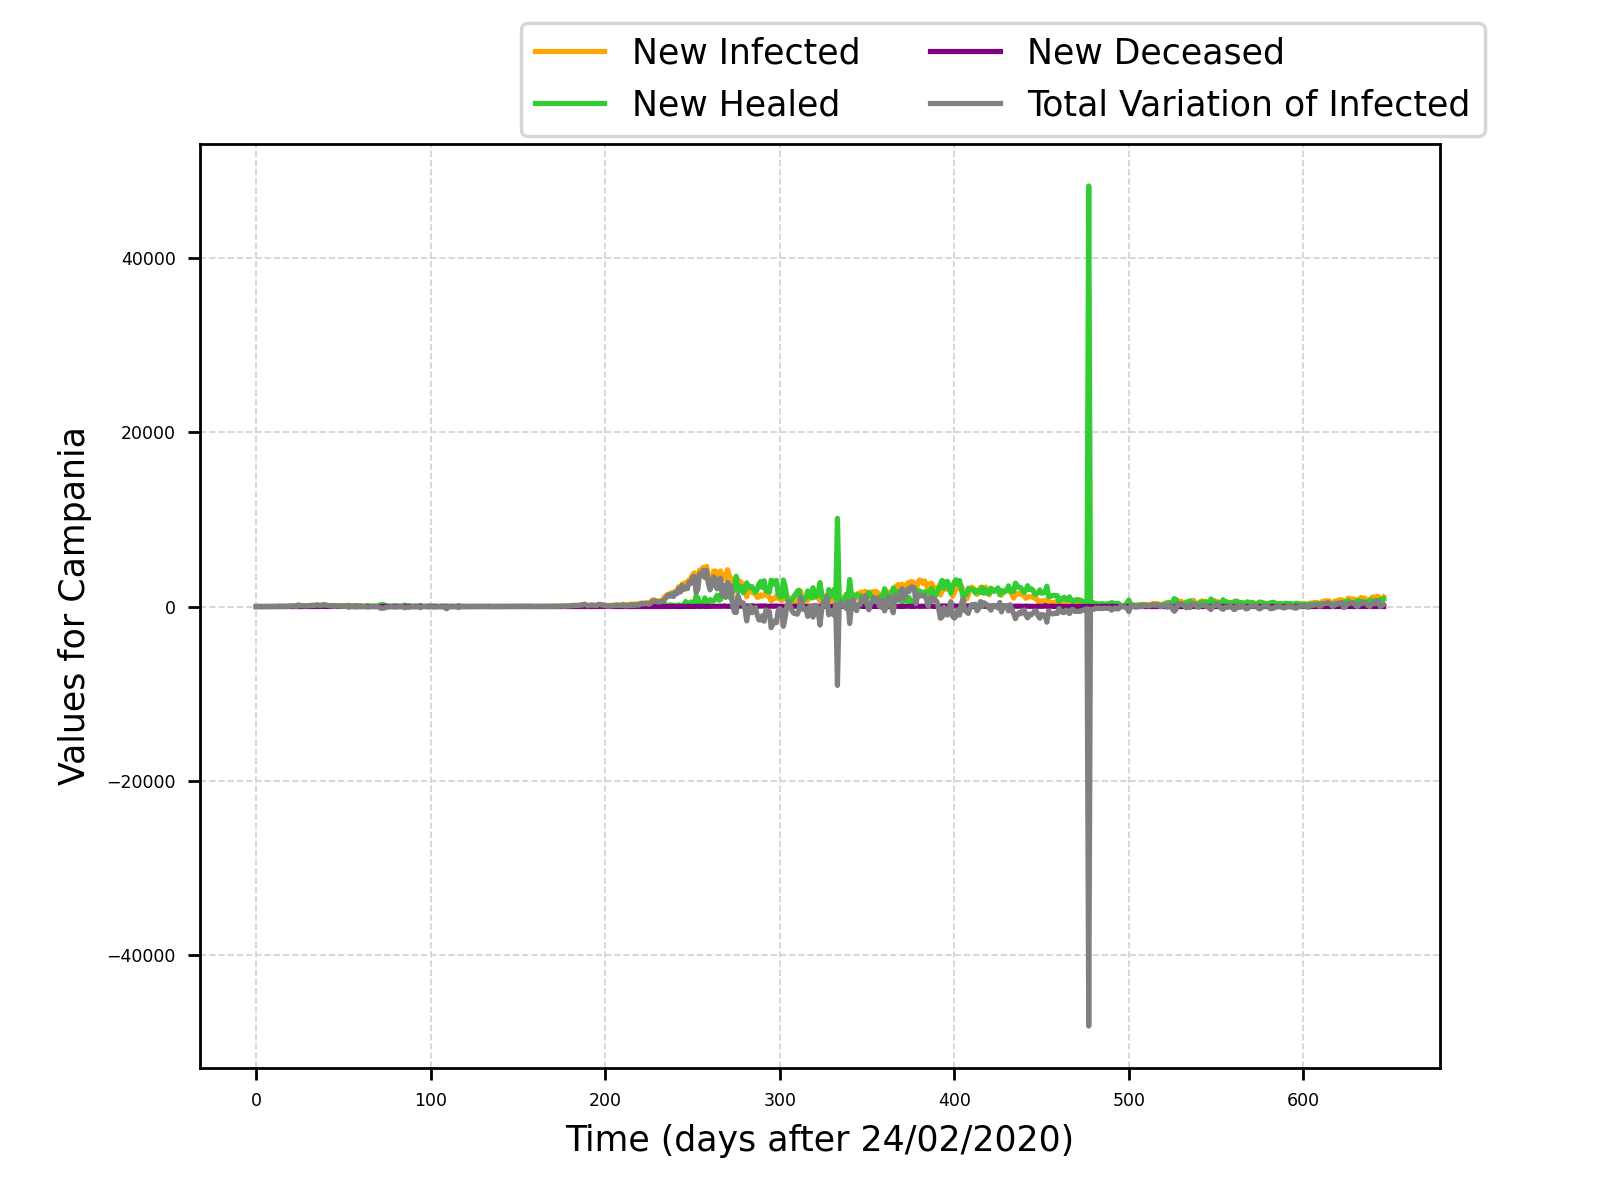 New Infected
New Healed
New Deceased
Total Variation of Infected
Values for Campania
40000
20000
0
−20000
−40000
0 100 200 300 400 500 600
Time (days after 24/02/2020)